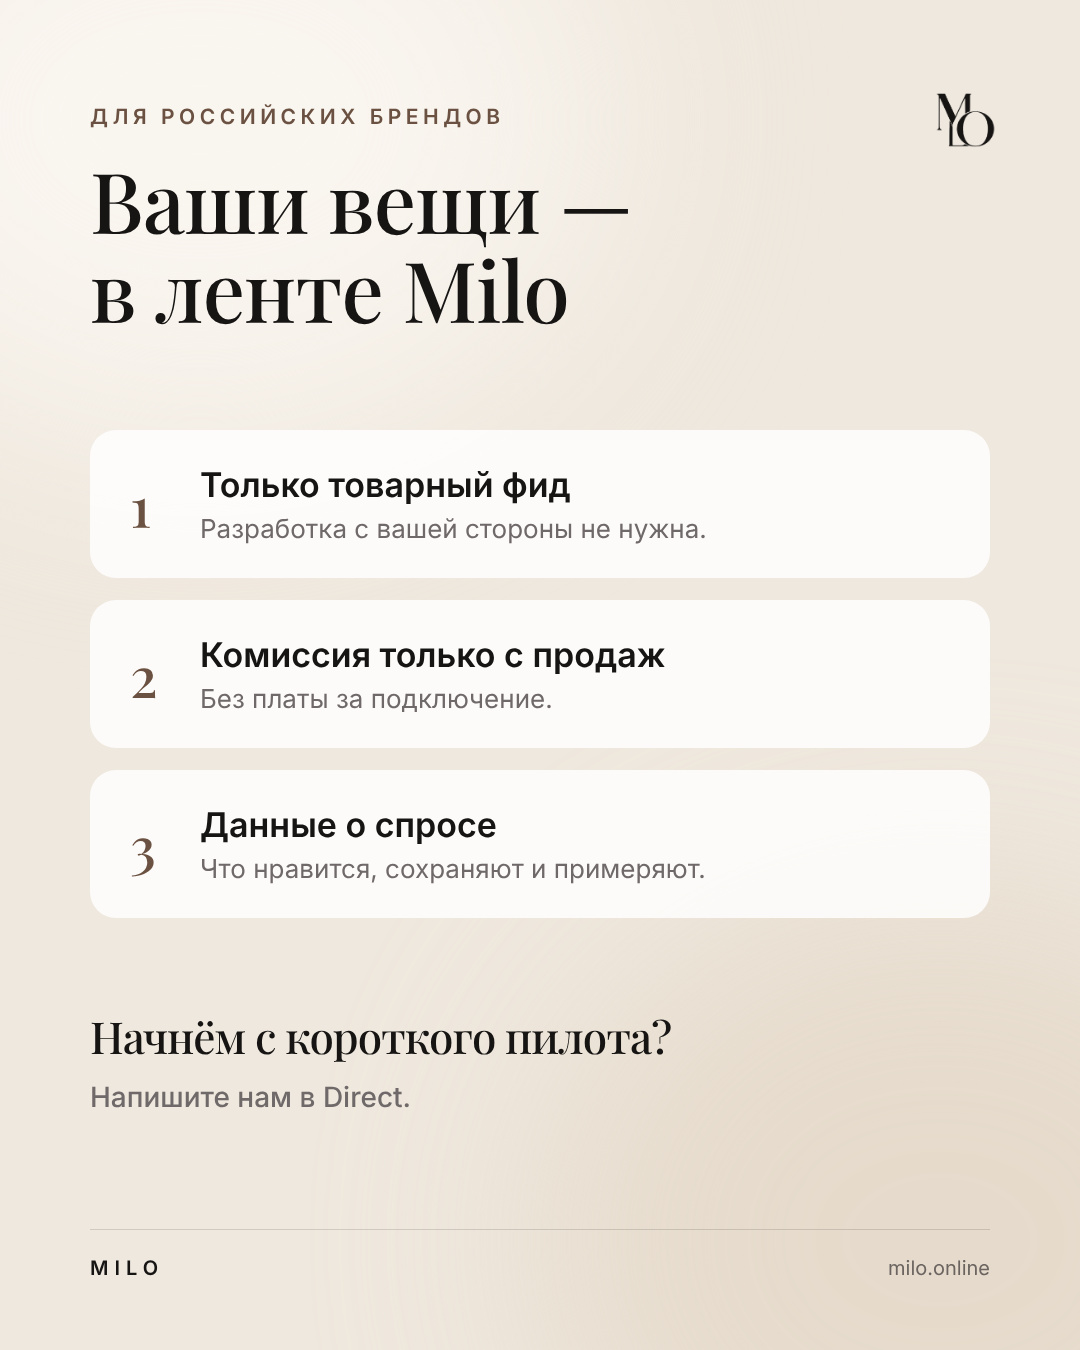 ДЛЯ РОССИЙСКИХ БРЕНДОВ
MLO
Ваши вещи —
в ленте Milo
1
Только товарный фид
Разработка с вашей стороны не нужна.
2
Комиссия только с продаж
Без платы за подключение.
3
Данные о спросе
Что нравится, сохраняют и примеряют.
Начнём с короткого пилота?
Напишите нам в Direct.
MILO
milo.online